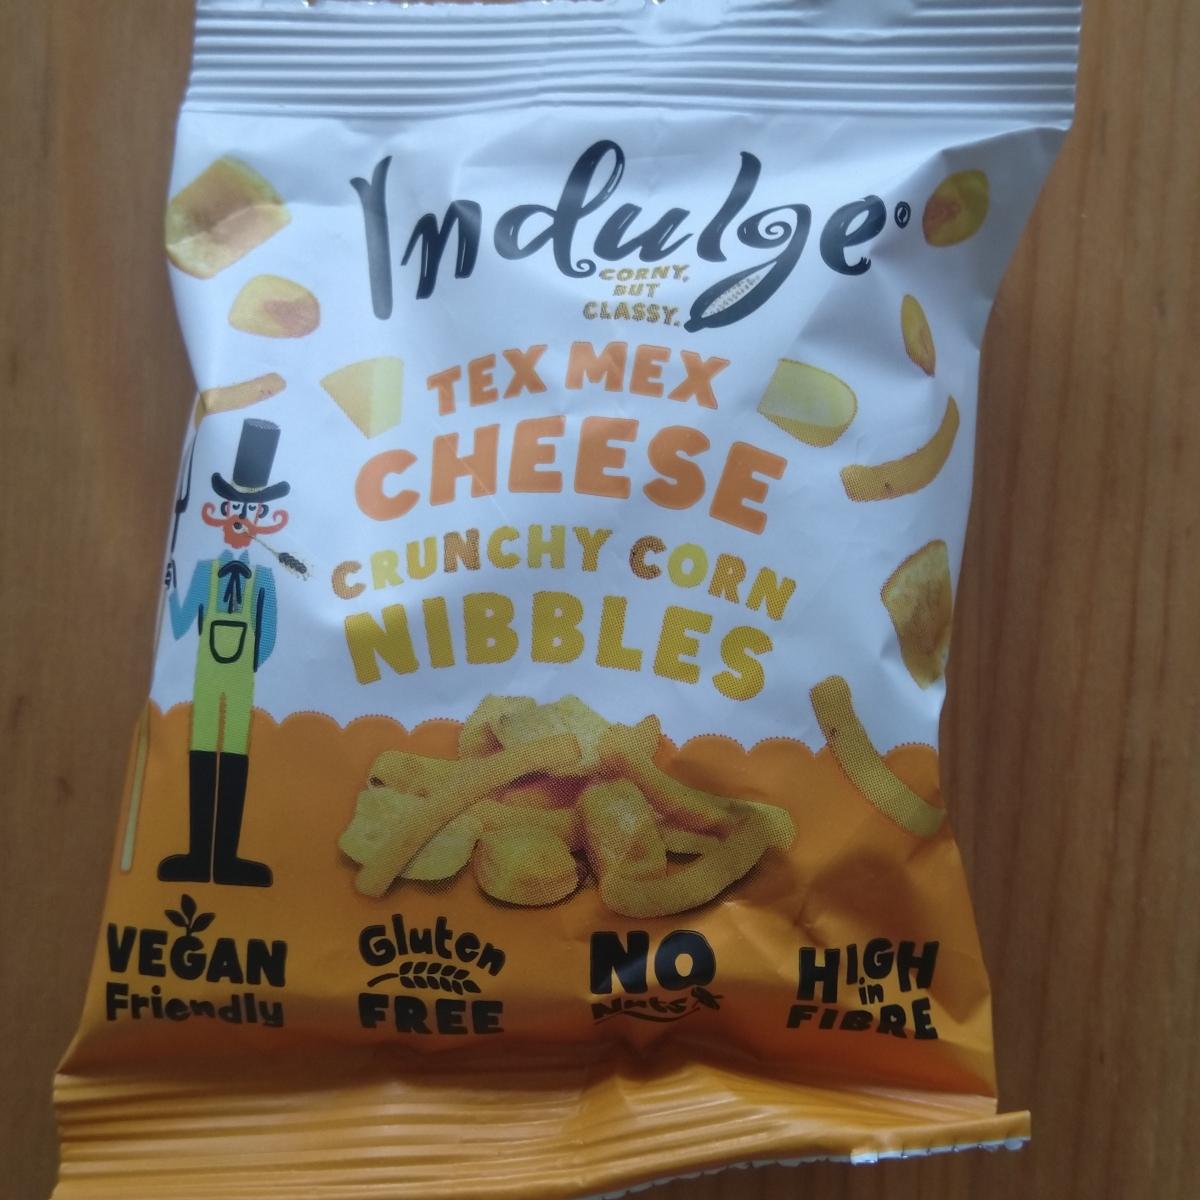 Indulge
CORNY,
BUT
CLASSY.
TEX MEX
CHEESE
CRUNCHY CORN
NIBBLES
VEGAN
Friendly
Gluten
FREE
NO
Nuts
HIGH
in
FIBRE